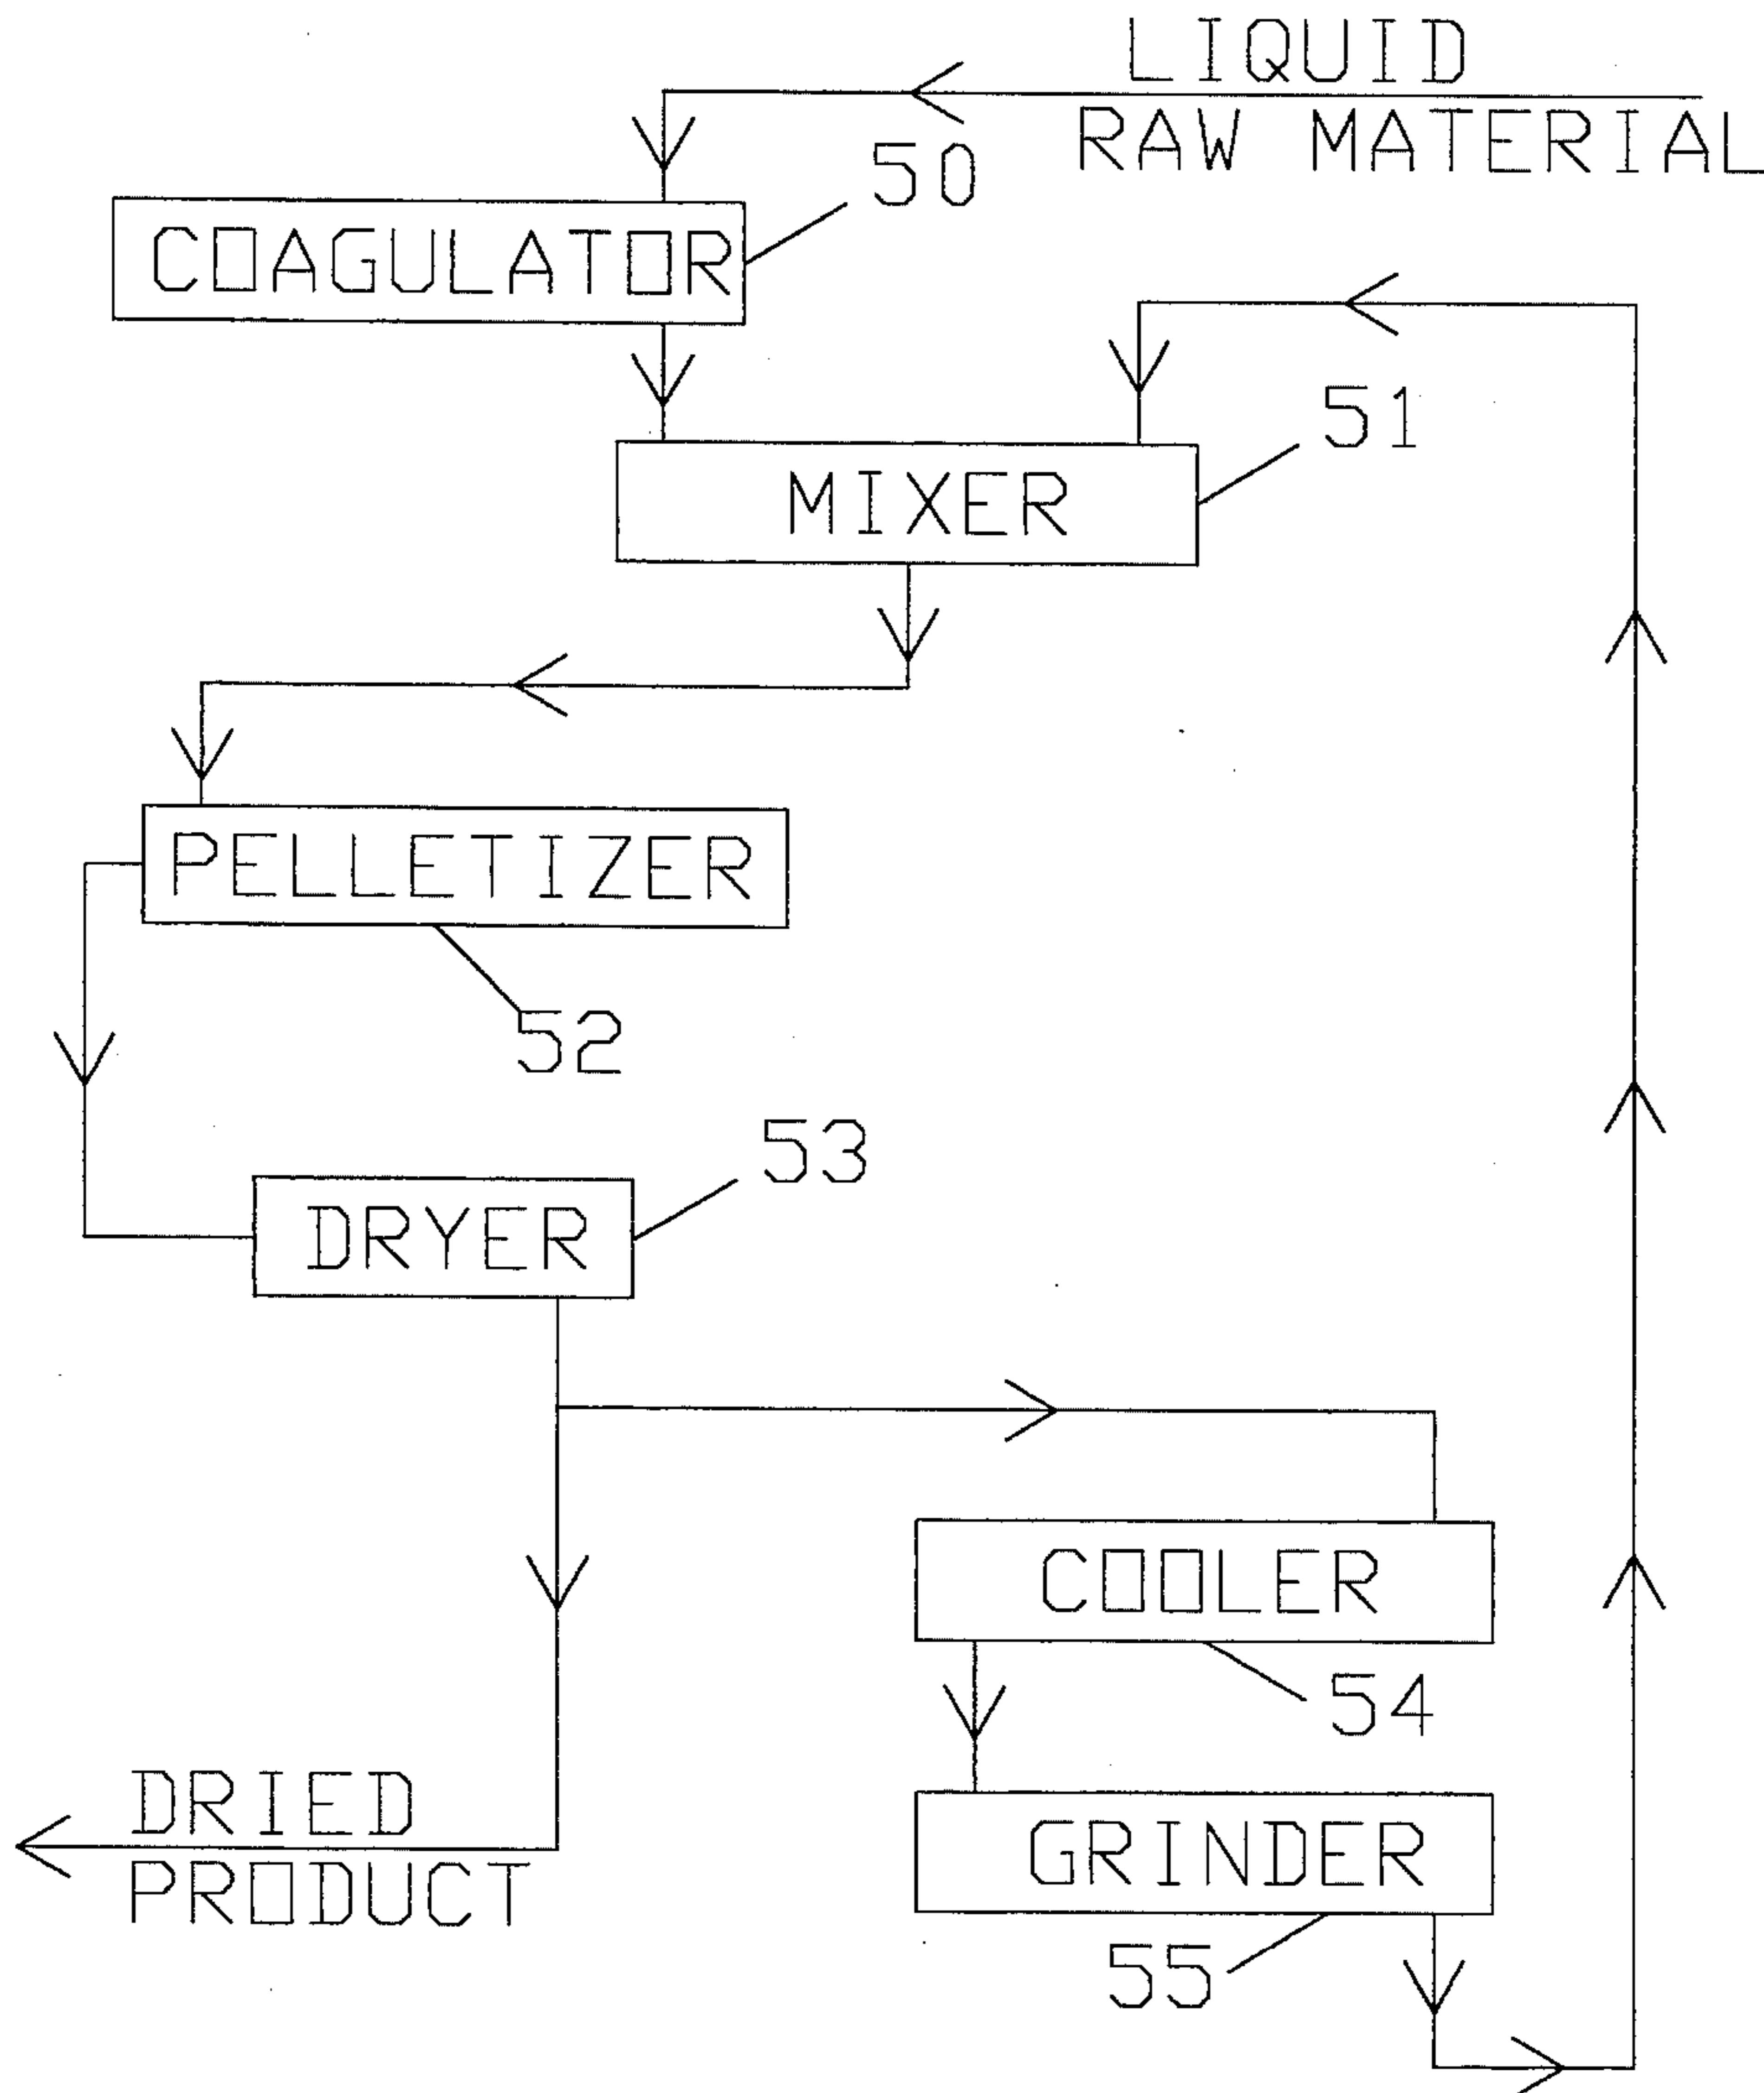 LIQUID
RAW MATERIAL
50
COAGULATOR
51
MIXER
PELLETIZER
52
53
DRYER
COOLER
54
DRIED
PRODUCT
GRINDER
55